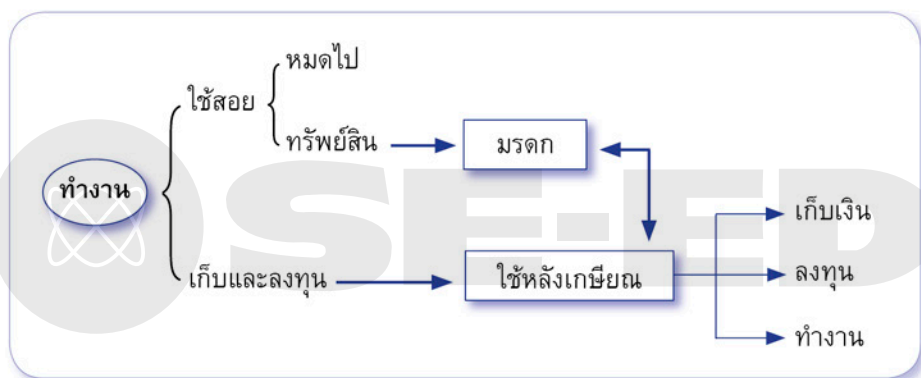 หมดไป
ใช้สอย
ทรัพย์สิน
มรดก
ทำงาน
เก็บเงิน
เก็บและลงทุน
ใช้หลังเกษียณ
ลงทุน
ทำงาน
SE-ED